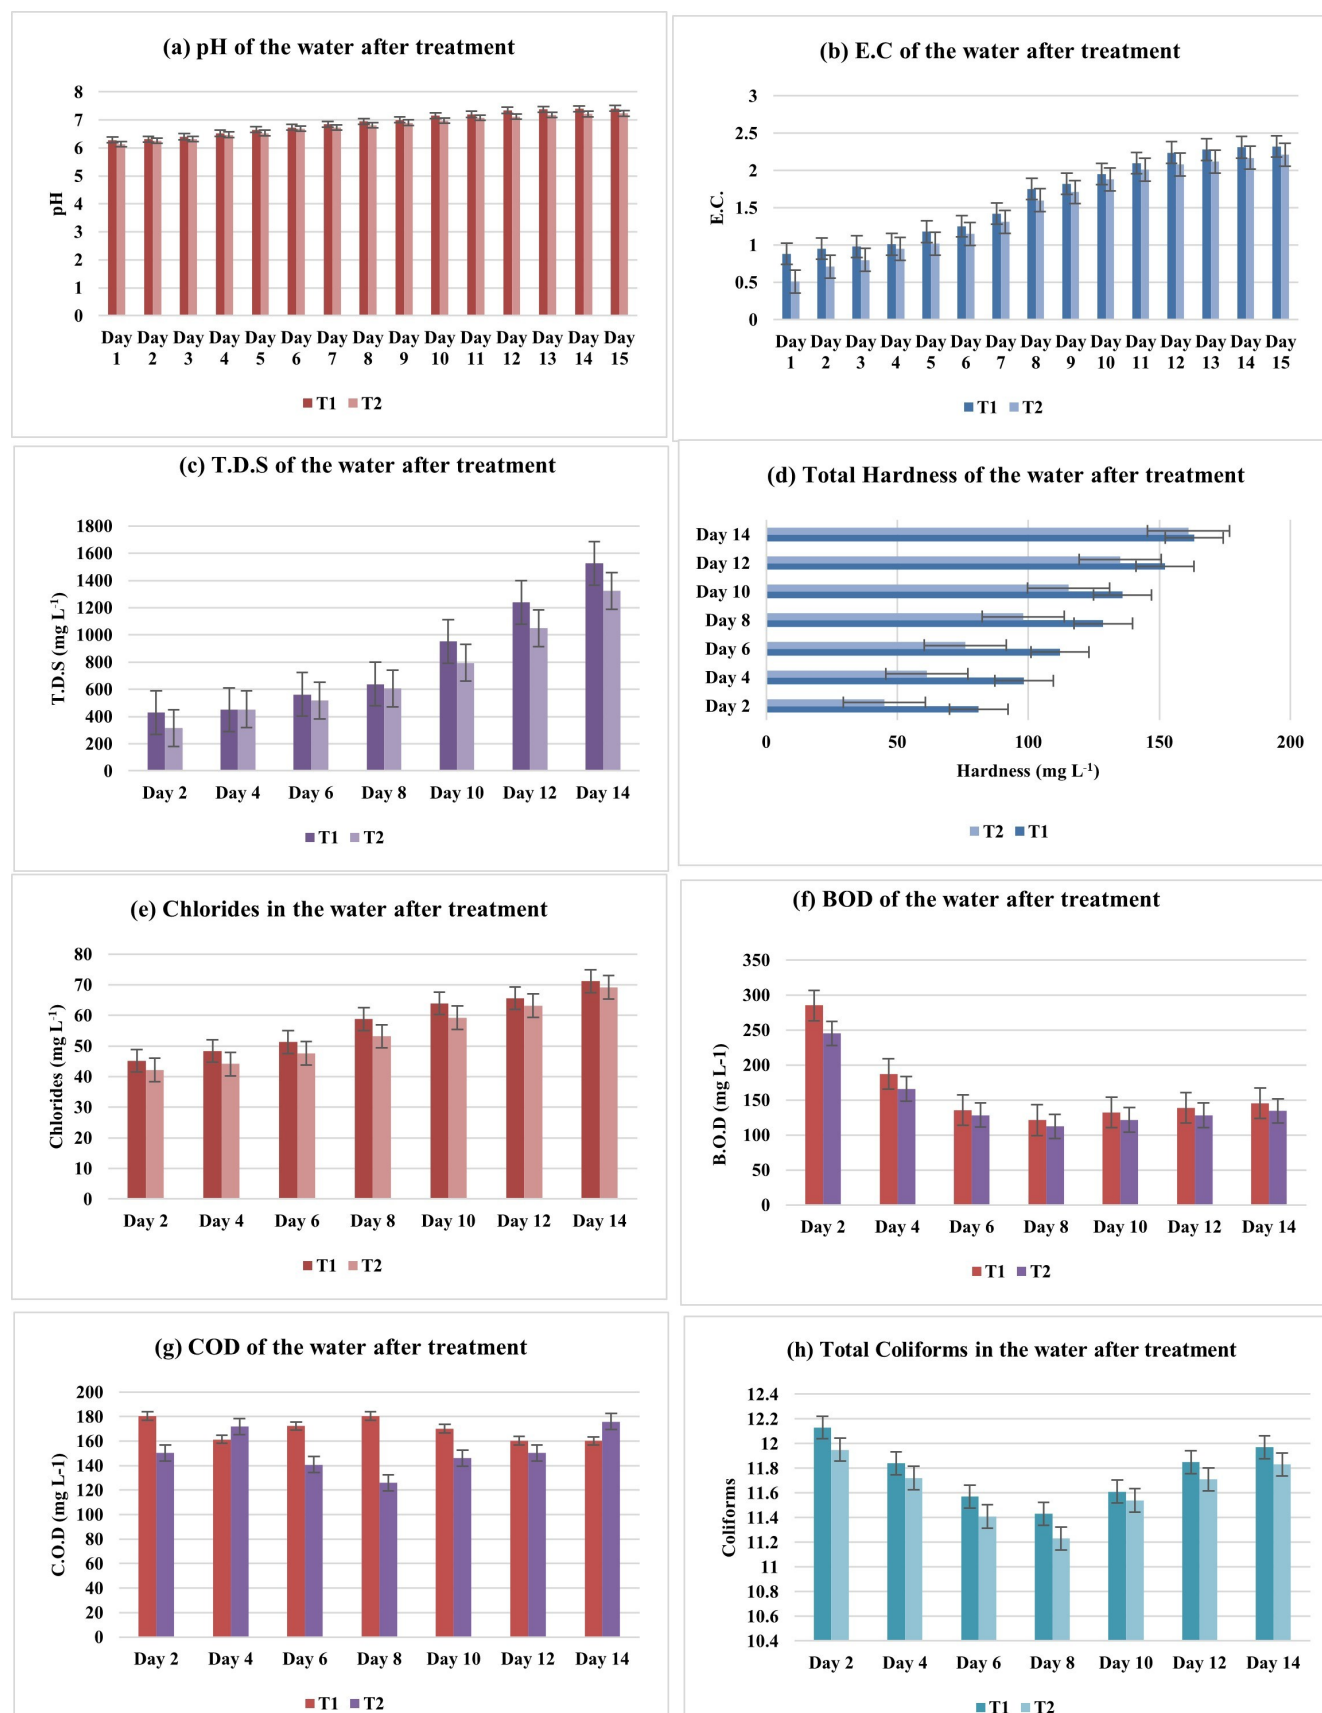 (a) pH of the water after treatment
8
7
6
5
4
3
2
1
0
pH
Day Day Day Day Day Day Day Day Day Day Day Day Day Day Day
1 2 3 4 5 6 7 8 9 10 11 12 13 14 15
T1 T2
(b) E.C of the water after treatment
3
2.5
2
1.5
1
0.5
0
E.C.
Day Day Day Day Day Day Day Day Day Day Day Day Day Day Day
1 2 3 4 5 6 7 8 9 10 11 12 13 14 15
T1 T2
(c) T.D.S of the water after treatment
1800
1600
1400
1200
1000
800
600
400
200
0
T.D.S (mg L-1)
Day 2 Day 4 Day 6 Day 8 Day 10 Day 12 Day 14
T1 T2
(d) Total Hardness of the water after treatment
Day 14
Day 12
Day 10
Day 8
Day 6
Day 4
Day 2
0 50 100 150 200
Hardness (mg L-1)
T2 T1
(e) Chlorides in the water after treatment
80
70
60
50
40
30
20
10
0
Chlorides (mg L-1)
Day 2 Day 4 Day 6 Day 8 Day 10 Day 12 Day 14
T1 T2
(f) BOD of the water after treatment
350
300
250
200
150
100
50
0
B.O.D (mg L-1)
Day 2 Day 4 Day 6 Day 8 Day 10 Day 12 Day 14
T1 T2
(g) COD of the water after treatment
200
180
160
140
120
100
80
60
40
20
0
C.O.D (mg L-1)
Day 2 Day 4 Day 6 Day 8 Day 10 Day 12 Day 14
T1 T2
(h) Total Coliforms in the water after treatment
12.4
12.2
12
11.8
11.6
11.4
11.2
11
10.8
10.6
10.4
Coliforms
Day 2 Day 4 Day 6 Day 8 Day 10 Day 12 Day 14
T1 T2